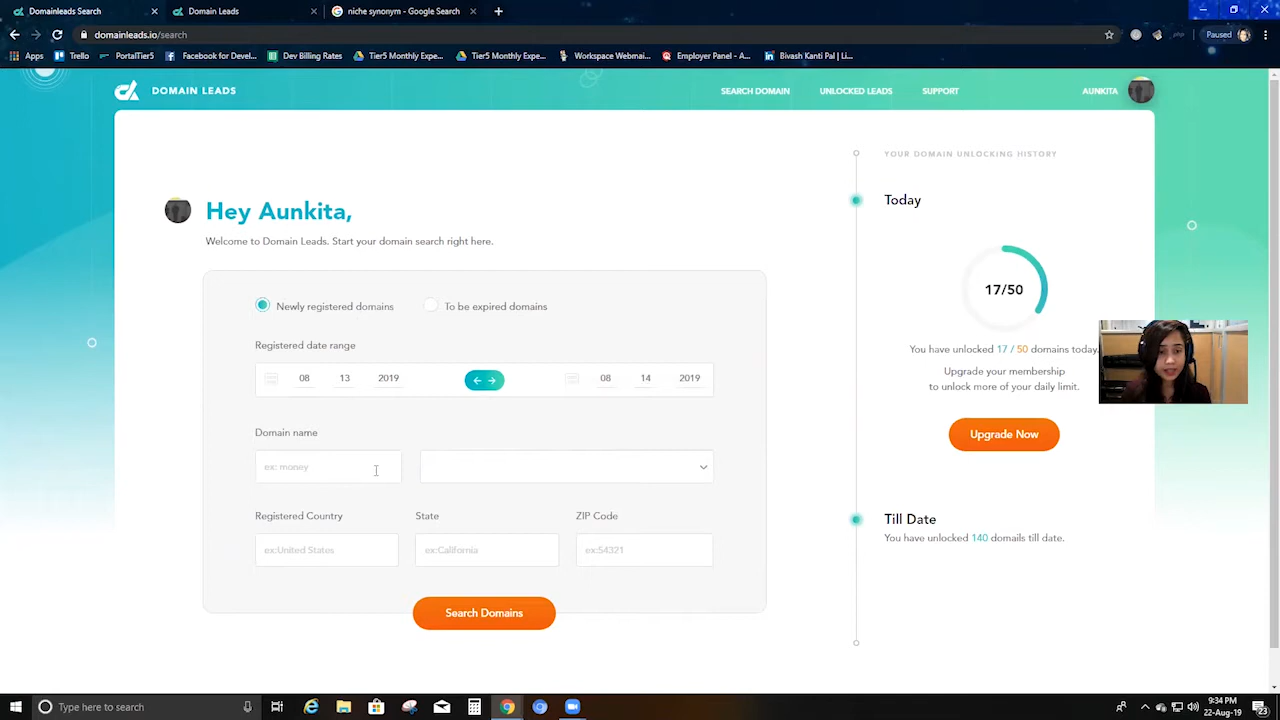 Domainleads Search
Domain Leads
niche synonym - Google Search
domainleads.io/search
Paused
Apps
Trello
PortalTier5
Facebook for Develo...
Dev Billing Rates
Tier5 Monthly Expe...
Tier5 Monthly Expe...
Workspace Webmai...
Employer Panel - A...
Bivash Kanti Pal | Li...
DOMAIN LEADS
SEARCH DOMAIN
UNLOCKED LEADS
SUPPORT
AUNKITA
Hey Aunkita,
Welcome to Domain Leads. Start your domain search right here.
Newly registered domains
To be expired domains
Registered date range
08 13 2019
08 14 2019
Domain name
ex: money
Registered Country
State
ZIP Code
ex:United States
ex:California
ex:54321
Search Domains
YOUR DOMAIN UNLOCKING HISTORY
Today
17/50
You have unlocked 17 / 50 domains today.
Upgrade your membership
to unlock more of your daily limit.
Upgrade Now
Till Date
You have unlocked 140 domails till date.
Type here to search
9:34 PM
22-Aug-19